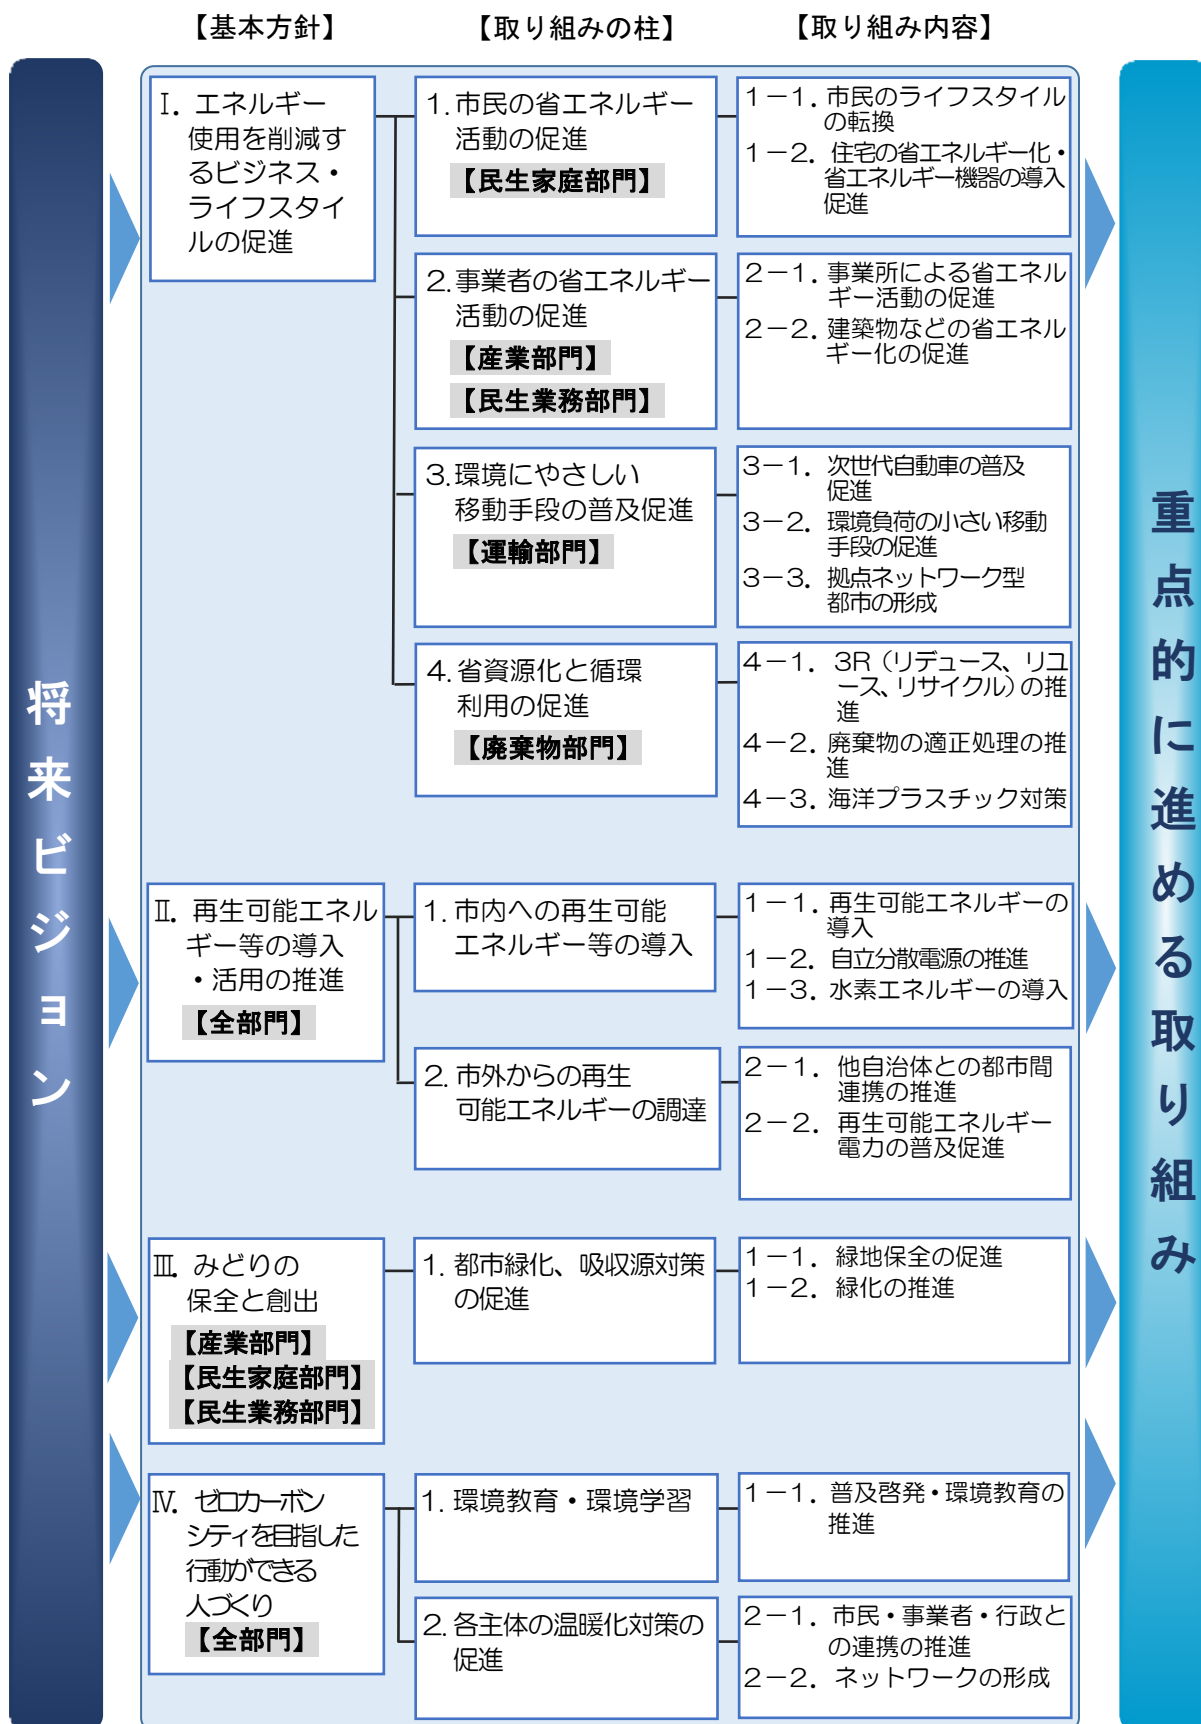 【基本方針】
【取り組みの柱】
【取り組み内容】
将来ビジョン
Ⅰ. エネルギー
使用を削減す
るビジネス・
ライフスタイ
ルの促進
1.市民の省エネルギー
活動の促進
【民生家庭部門】
1－1. 市民のライフスタイル
の転換
1－2. 住宅の省エネルギー化・
省エネルギー機器の導入
促進
2.事業者の省エネルギー
活動の促進
【産業部門】
【民生業務部門】
2－1. 事業所による省エネル
ギー活動の促進
2－2. 建築物などの省エネル
ギー化の促進
3.環境にやさしい
移動手段の普及促進
【運輸部門】
3－1. 次世代自動車の普及
促進
3－2. 環境負荷の小さい移動
手段の促進
3－3. 拠点ネットワーク型
都市の形成
4.省資源化と循環
利用の促進
【廃棄物部門】
4－1. 3R（リデュース、リユ
ース、リサイクル）の推
進
4－2. 廃棄物の適正処理の推
進
4－3. 海洋プラスチック対策
Ⅱ. 再生可能エネル
ギー等の導入
・活用の推進
【全部門】
1. 市内への再生可能
エネルギー等の導入
1－1. 再生可能エネルギーの
導入
1－2. 自立分散電源の推進
1－3. 水素エネルギーの導入
2. 市外からの再生
可能エネルギーの調達
2－1. 他自治体との都市間
連携の推進
2－2. 再生可能エネルギー
電力の普及促進
Ⅲ. みどりの
保全と創出
【産業部門】
【民生家庭部門】
【民生業務部門】
1. 都市緑化、吸収源対策
の促進
1－1. 緑地保全の促進
1－2. 緑化の推進
Ⅳ. ゼロカーボン
シティを目指した
行動ができる
人づくり
【全部門】
1. 環境教育・環境学習
1－1. 普及啓発・環境教育の
推進
2. 各主体の温暖化対策の
促進
2－1. 市民・事業者・行政と
の連携の推進
2－2. ネットワークの形成
重点的に進める取り組み